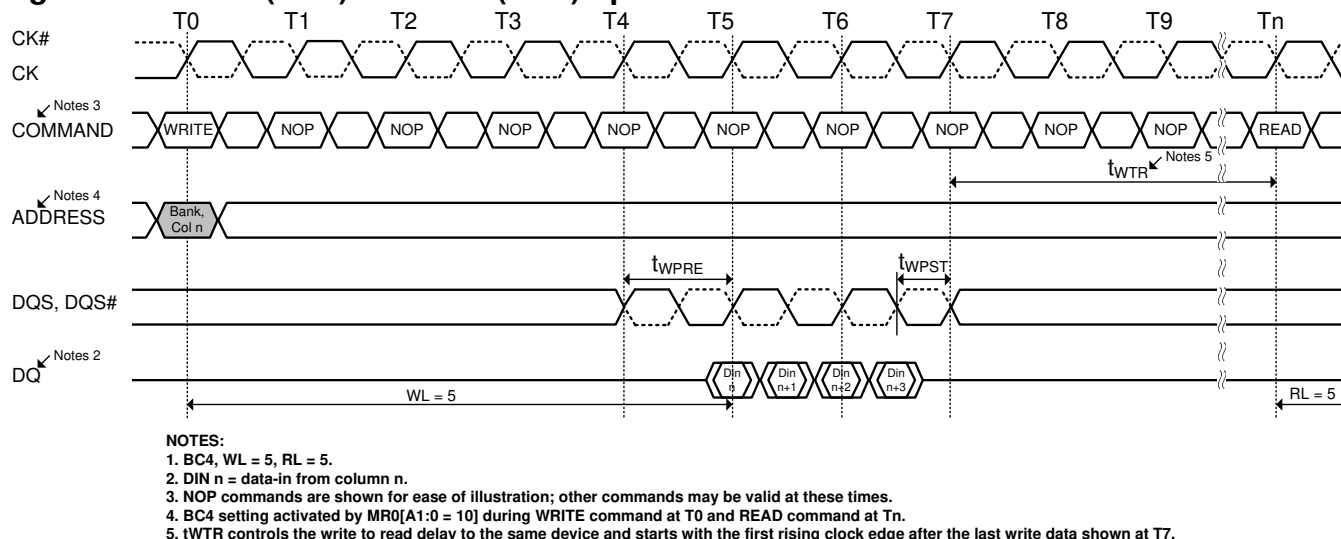 T0 T1 T2 T3 T4 T5 T6 T7 T8 T9 Tn
CK#
CK
Notes 3
COMMAND WRITE NOP NOP NOP NOP NOP NOP NOP NOP NOP READ
tWTR Notes 5
Notes 4
ADDRESS Bank, Col n
tWPRE tWPST
DQS, DQS#
Notes 2
DQ Din n Din n+1 Din n+2 Din n+3
WL = 5 RL = 5
NOTES:
1. BC4, WL = 5, RL = 5.
2. DIN n = data-in from column n.
3. NOP commands are shown for ease of illustration; other commands may be valid at these times.
4. BC4 setting activated by MR0[A1:0 = 10] during WRITE command at T0 and READ command at Tn.
5. tWTR controls the write to read delay to the same device and starts with the first rising clock edge after the last write data shown at T7.